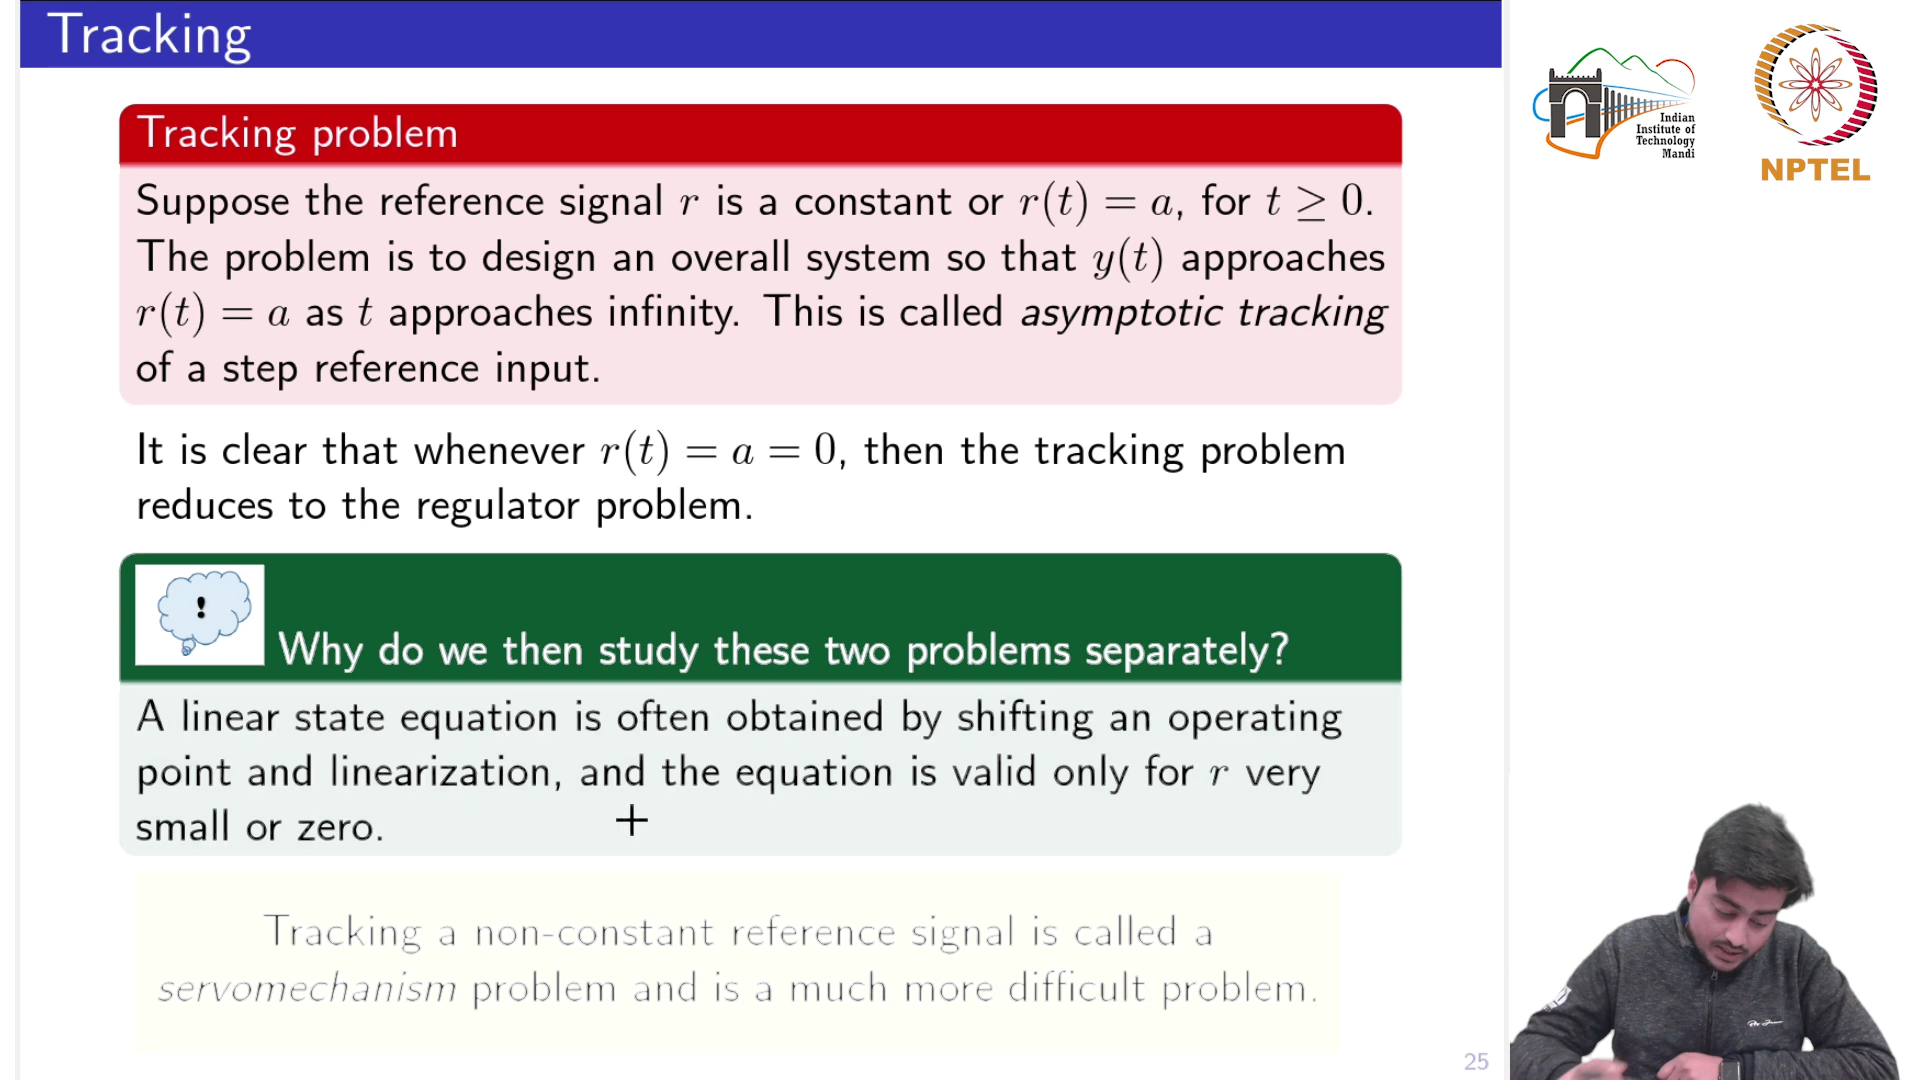 Tracking
Tracking problem
Suppose the reference signal r is a constant or r(t) = a, for t ≥ 0.
The problem is to design an overall system so that y(t) approaches
r(t) = a as t approaches infinity. This is called asymptotic tracking
of a step reference input.
It is clear that whenever r(t) = a = 0, then the tracking problem
reduces to the regulator problem.
!
Why do we then study these two problems separately?
A linear state equation is often obtained by shifting an operating
point and linearization, and the equation is valid only for r very
small or zero.
Tracking a non-constant reference signal is called a
servomechanism problem and is a much more difficult problem.
25
Indian
Institute of
Technology
Mandi
NPTEL